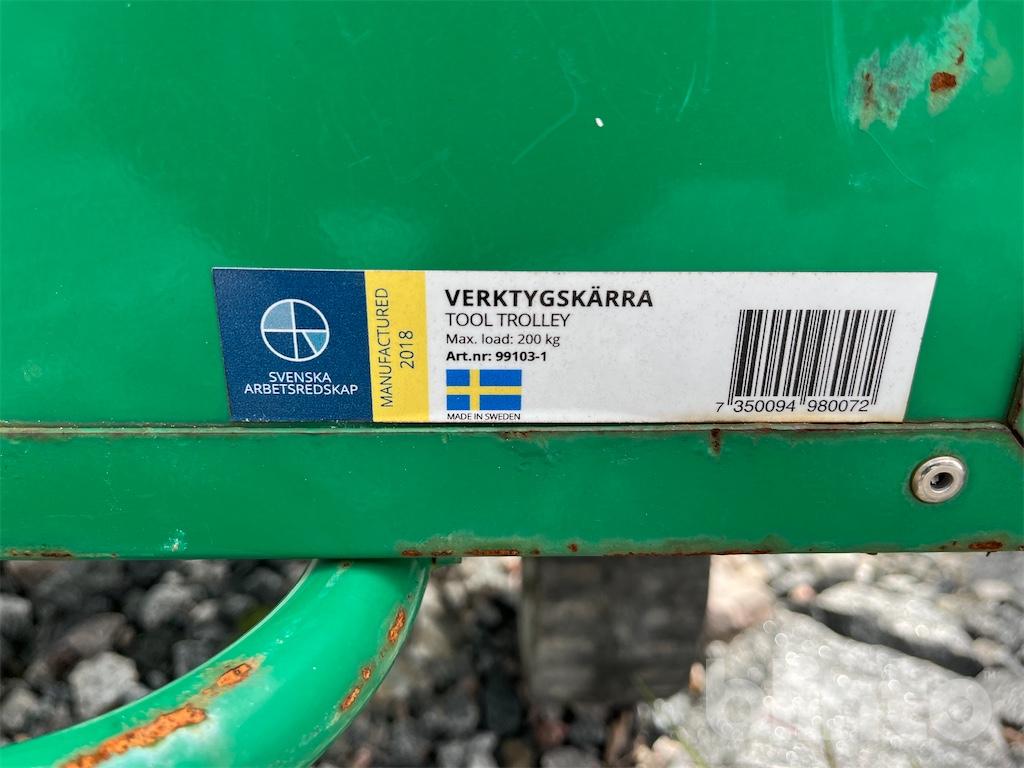 SVENSKA
ARBETSREDSKAP
MANUFACTURED
2018
VERKTYGSKÄRRA
TOOL TROLLEY
Max. load: 200 kg
Art.nr: 99103-1
MADE IN SWEDEN
7 350094 980072
blinto